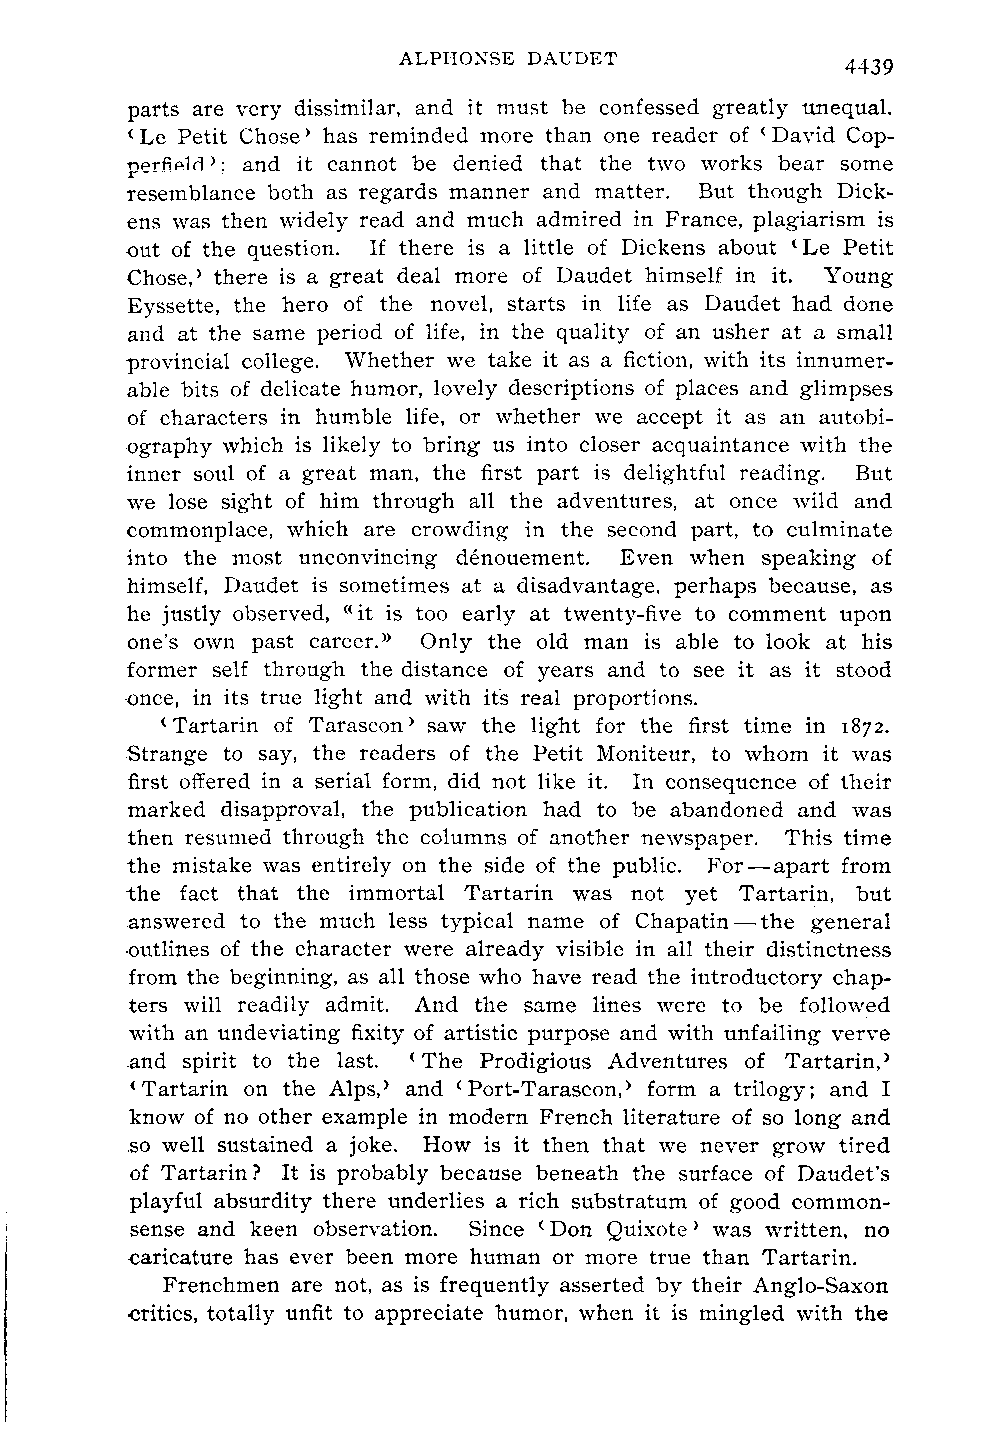 ALPHONSE DAUDET
4439
parts are very dissimilar, and it must be confessed greatly unequal.
‘Le Petit Chose’ has reminded more than one reader of ‘David Cop-
perfield’: and it cannot be denied that the two works bear some
resemblance both as regards manner and matter. But though Dick-
ens was then widely read and much admired in France, plagiarism is
out of the question. If there is a little of Dickens about ‘Le Petit
Chose,’ there is a great deal more of Daudet himself in it. Young
Eyssette, the hero of the novel, starts in life as Daudet had done
and at the same period of life, in the quality of an usher at a small
provincial college. Whether we take it as a fiction, with its innumer-
able bits of delicate humor, lovely descriptions of places and glimpses
of characters in humble life, or whether we accept it as an autobi-
ography which is likely to bring us into closer acquaintance with the
inner soul of a great man, the first part is delightful reading. But
we lose sight of him through all the adventures, at once wild and
commonplace, which are crowding in the second part, to culminate
into the most unconvincing dénouement. Even when speaking of
himself, Daudet is sometimes at a disadvantage, perhaps because, as
he justly observed, “it is too early at twenty-five to comment upon
one's own past career.” Only the old man is able to look at his
former self through the distance of years and to see it as it stood
once, in its true light and with its real proportions.
‘Tartarin of Tarascon’ saw the light for the first time in 1872.
Strange to say, the readers of the Petit Moniteur, to whom it was
first offered in a serial form, did not like it. In consequence of their
marked disapproval, the publication had to be abandoned and was
then resumed through the columns of another newspaper. This time
the mistake was entirely on the side of the public. For—apart from
the fact that the immortal Tartarin was not yet Tartarin, but
answered to the much less typical name of Chapatin—the general
outlines of the character were already visible in all their distinctness
from the beginning, as all those who have read the introductory chap-
ters will readily admit. And the same lines were to be followed
with an undeviating fixity of artistic purpose and with unfailing verve
and spirit to the last. ‘The Prodigious Adventures of Tartarin,’
‘Tartarin on the Alps,’ and ‘Port-Tarascon,’ form a trilogy; and I
know of no other example in modern French literature of so long and
so well sustained a joke. How is it then that we never grow tired
of Tartarin? It is probably because beneath the surface of Daudet's
playful absurdity there underlies a rich substratum of good common-
sense and keen observation. Since ‘Don Quixote’ was written, no
caricature has ever been more human or more true than Tartarin.
Frenchmen are not, as is frequently asserted by their Anglo-Saxon
critics, totally unfit to appreciate humor, when it is mingled with the